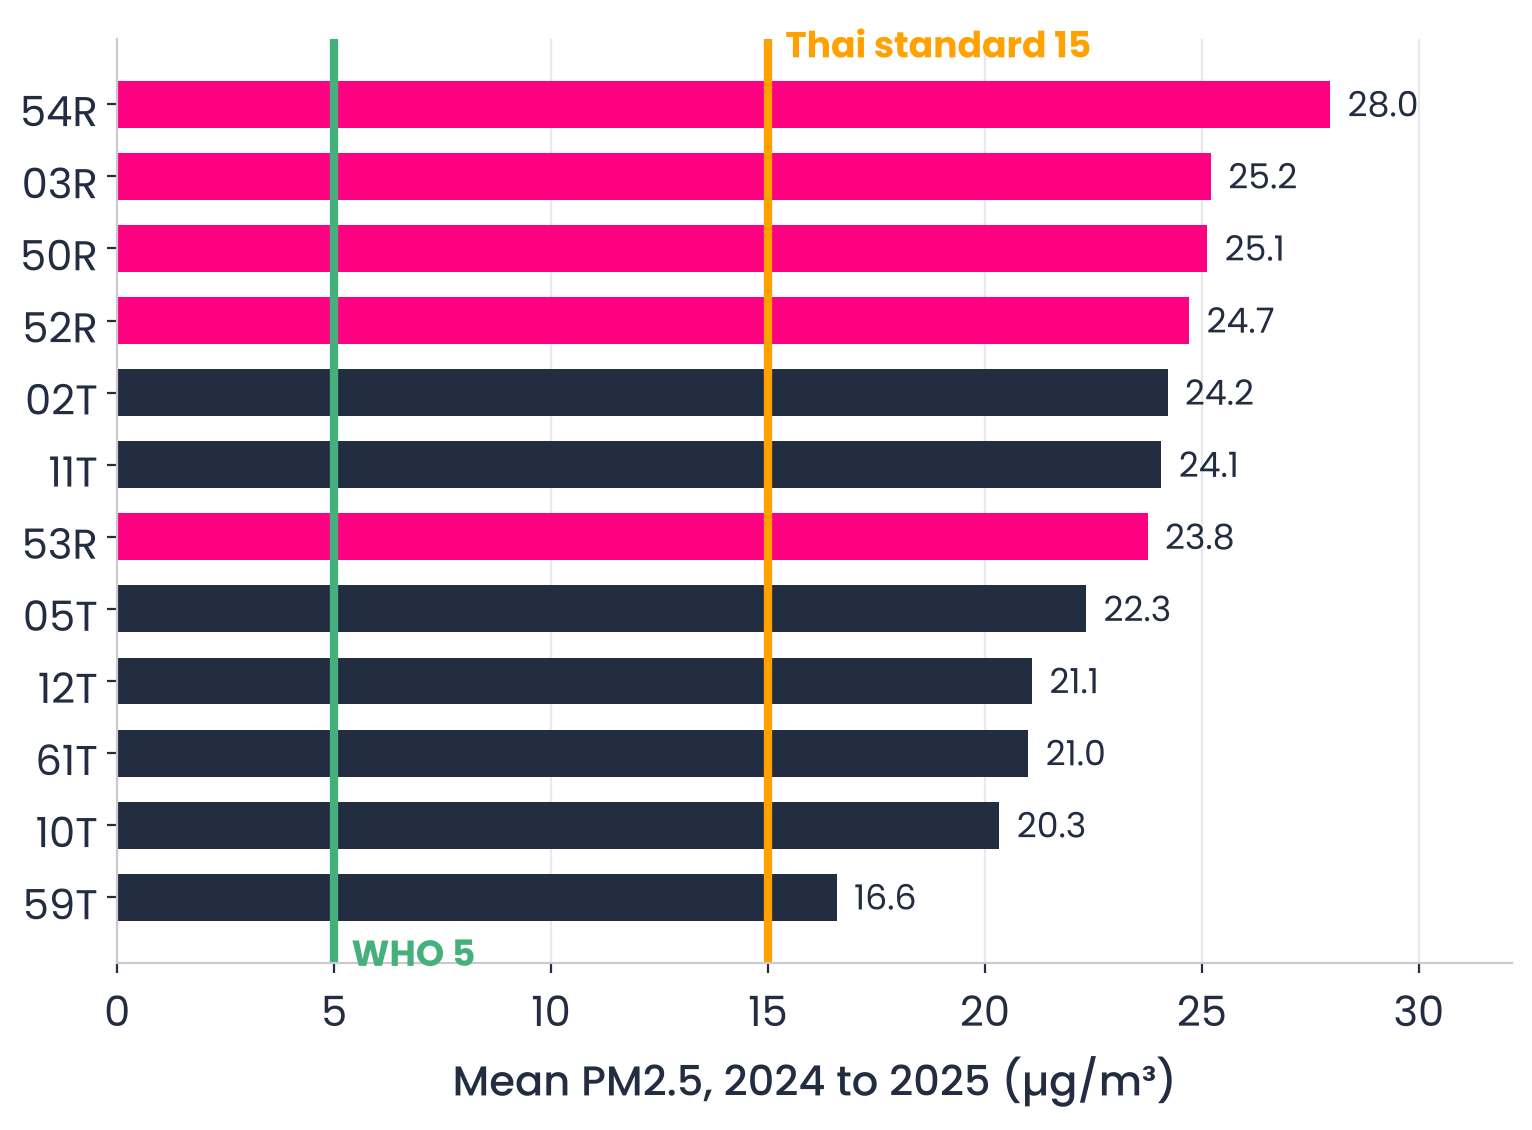 Thai standard 15
54R 28.0
03R 25.2
50R 25.1
52R 24.7
02T 24.2
11T 24.1
53R 23.8
05T 22.3
12T 21.1
61T 21.0
10T 20.3
59T 16.6
WHO 5
0 5 10 15 20 25 30
Mean PM2.5, 2024 to 2025 (µg/m³)